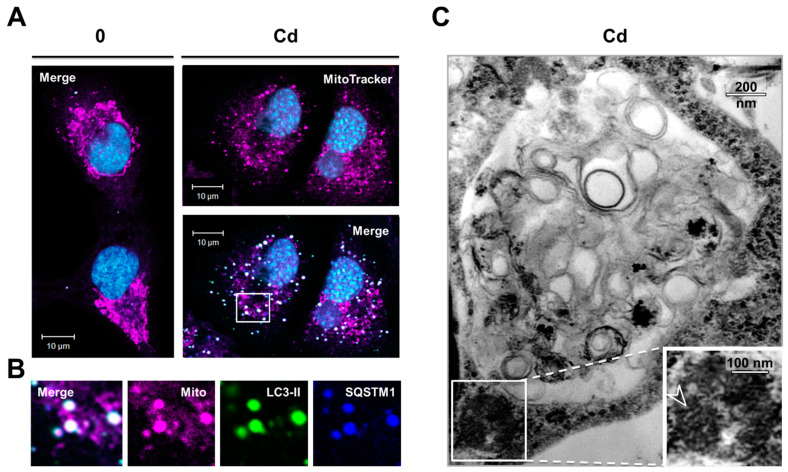 A
0
Cd
Merge
MitoTracker
10 µm
10 µm
Merge
10 µm
B
Merge
Mito
LC3-II
SQSTM1
C
Cd
200
nm
100 nm